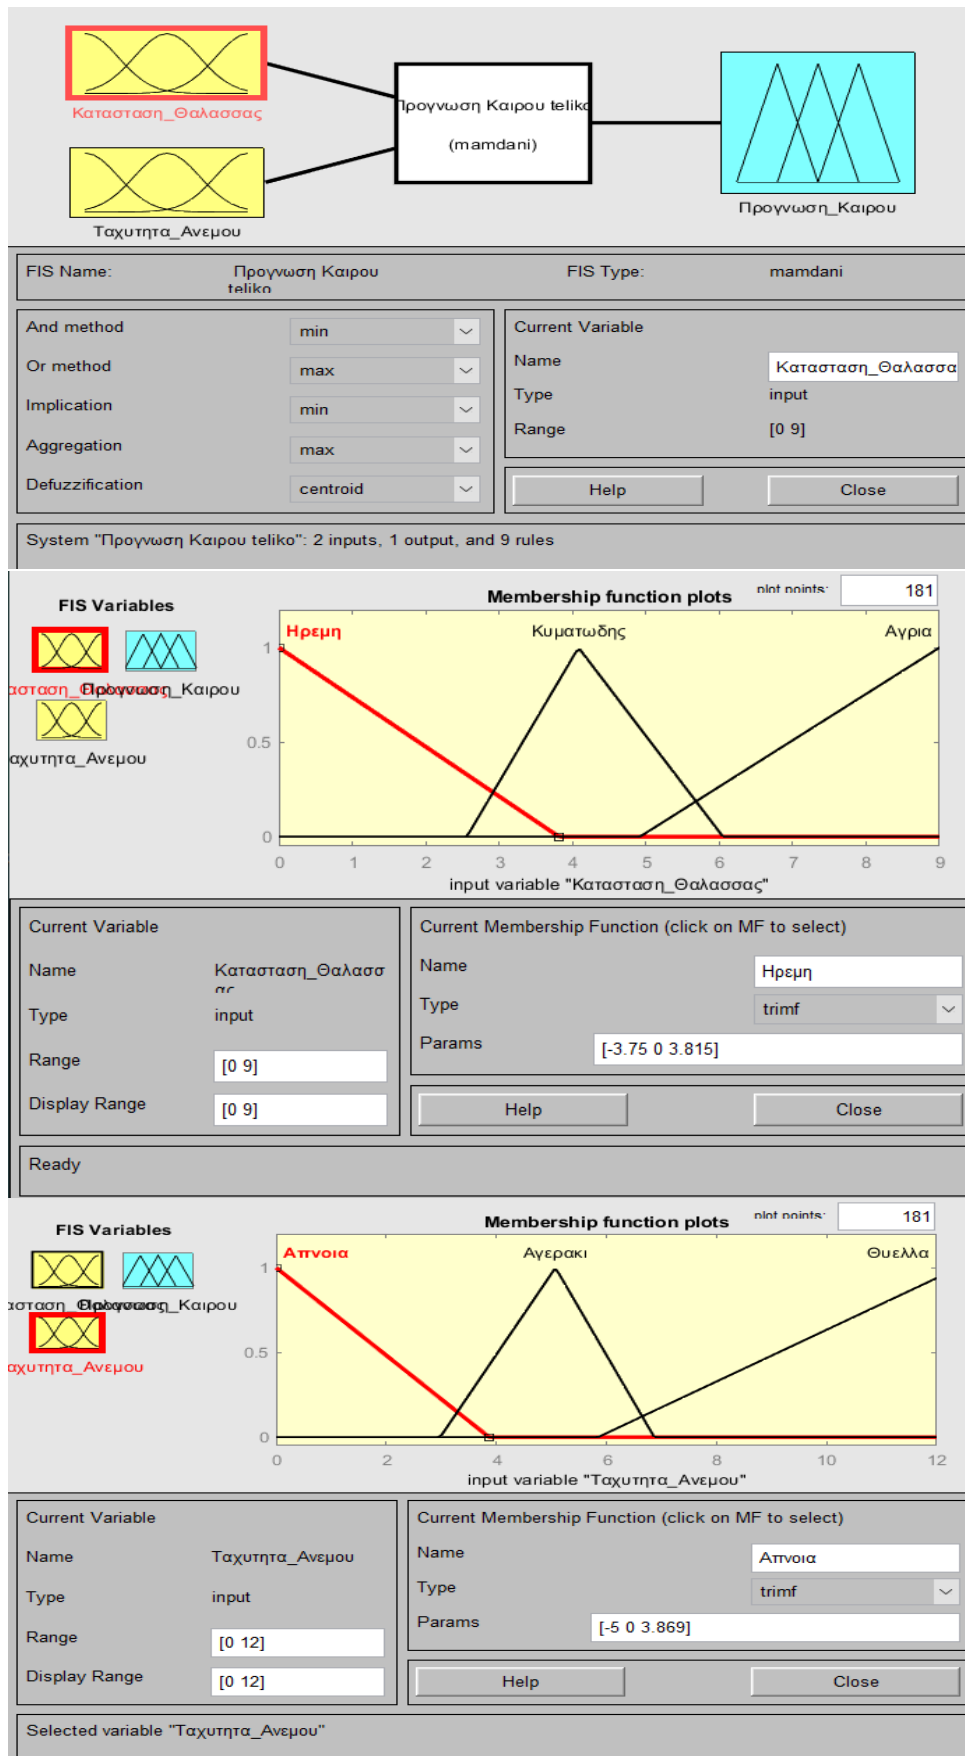 Κατασταση_Θαλασσας
Προγνωση Καιρου teliko
(mamdani)
Προγνωση_Καιρου
Ταχυτητα_Ανεμου
FIS Name: Προγνωση Καιρου teliko FIS Type: mamdani
And method min
Or method max
Implication min
Aggregation max
Defuzzification centroid
Current Variable
Name Κατασταση_Θαλασσα
Type input
Range [0 9]
Help Close
System "Προγνωση Καιρου teliko": 2 inputs, 1 output, and 9 rules
FIS Variables
Προγνωση_Καιρου
αχυτητα_Ανεμου
Membership function plots plot points: 181
Ηρεμη Κυματωδης Αγρια
1
0.5
0
0 1 2 3 4 5 6 7 8 9
input variable "Κατασταση_Θαλασσας"
Current Variable
Name Κατασταση_Θαλασσ
ας
Type input
Range [0 9]
Display Range [0 9]
Current Membership Function (click on MF to select)
Name Ηρεμη
Type trimf
Params [-3.75 0 3.815]
Help Close
Ready
FIS Variables
αχυτητα_Ανεμου
Membership function plots plot points: 181
Απνοια Αγερακι Θυελλα
1
0.5
0
0 2 4 6 8 10 12
input variable "Ταχυτητα_Ανεμου"
Current Variable
Name Ταχυτητα_Ανεμου
Type input
Range [0 12]
Display Range [0 12]
Current Membership Function (click on MF to select)
Name Απνοια
Type trimf
Params [-5 0 3.869]
Help Close
Selected variable "Ταχυτητα_Ανεμου"